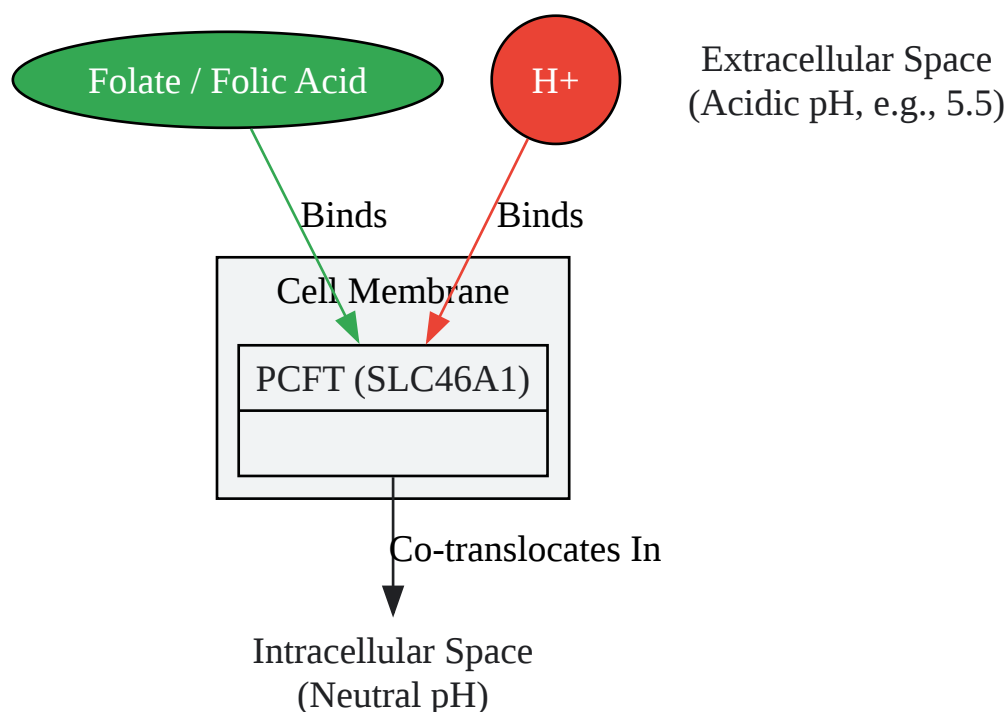 Folate / Folic Acid
H+
Extracellular Space
(Acidic pH, e.g., 5.5)
Binds
Binds
Cell Membrane
PCFT (SLC46A1)
Co-translocates In
Intracellular Space
(Neutral pH)